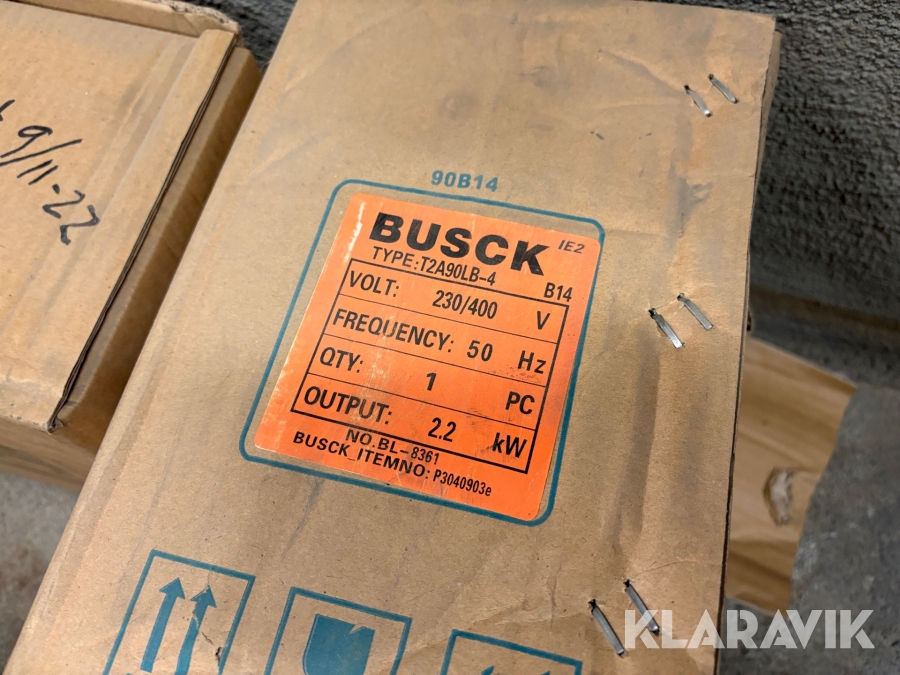 9/11-22
90B14
BUSCK IE2
TYPE:T2A90LB-4 B14
VOLT: 230/400 V
FREQUENCY: 50 Hz
QTY: 1 PC
OUTPUT: 2.2 kW
NO.BL-8361
BUSCK ITEMNO: P3040903e
KLARAVIK